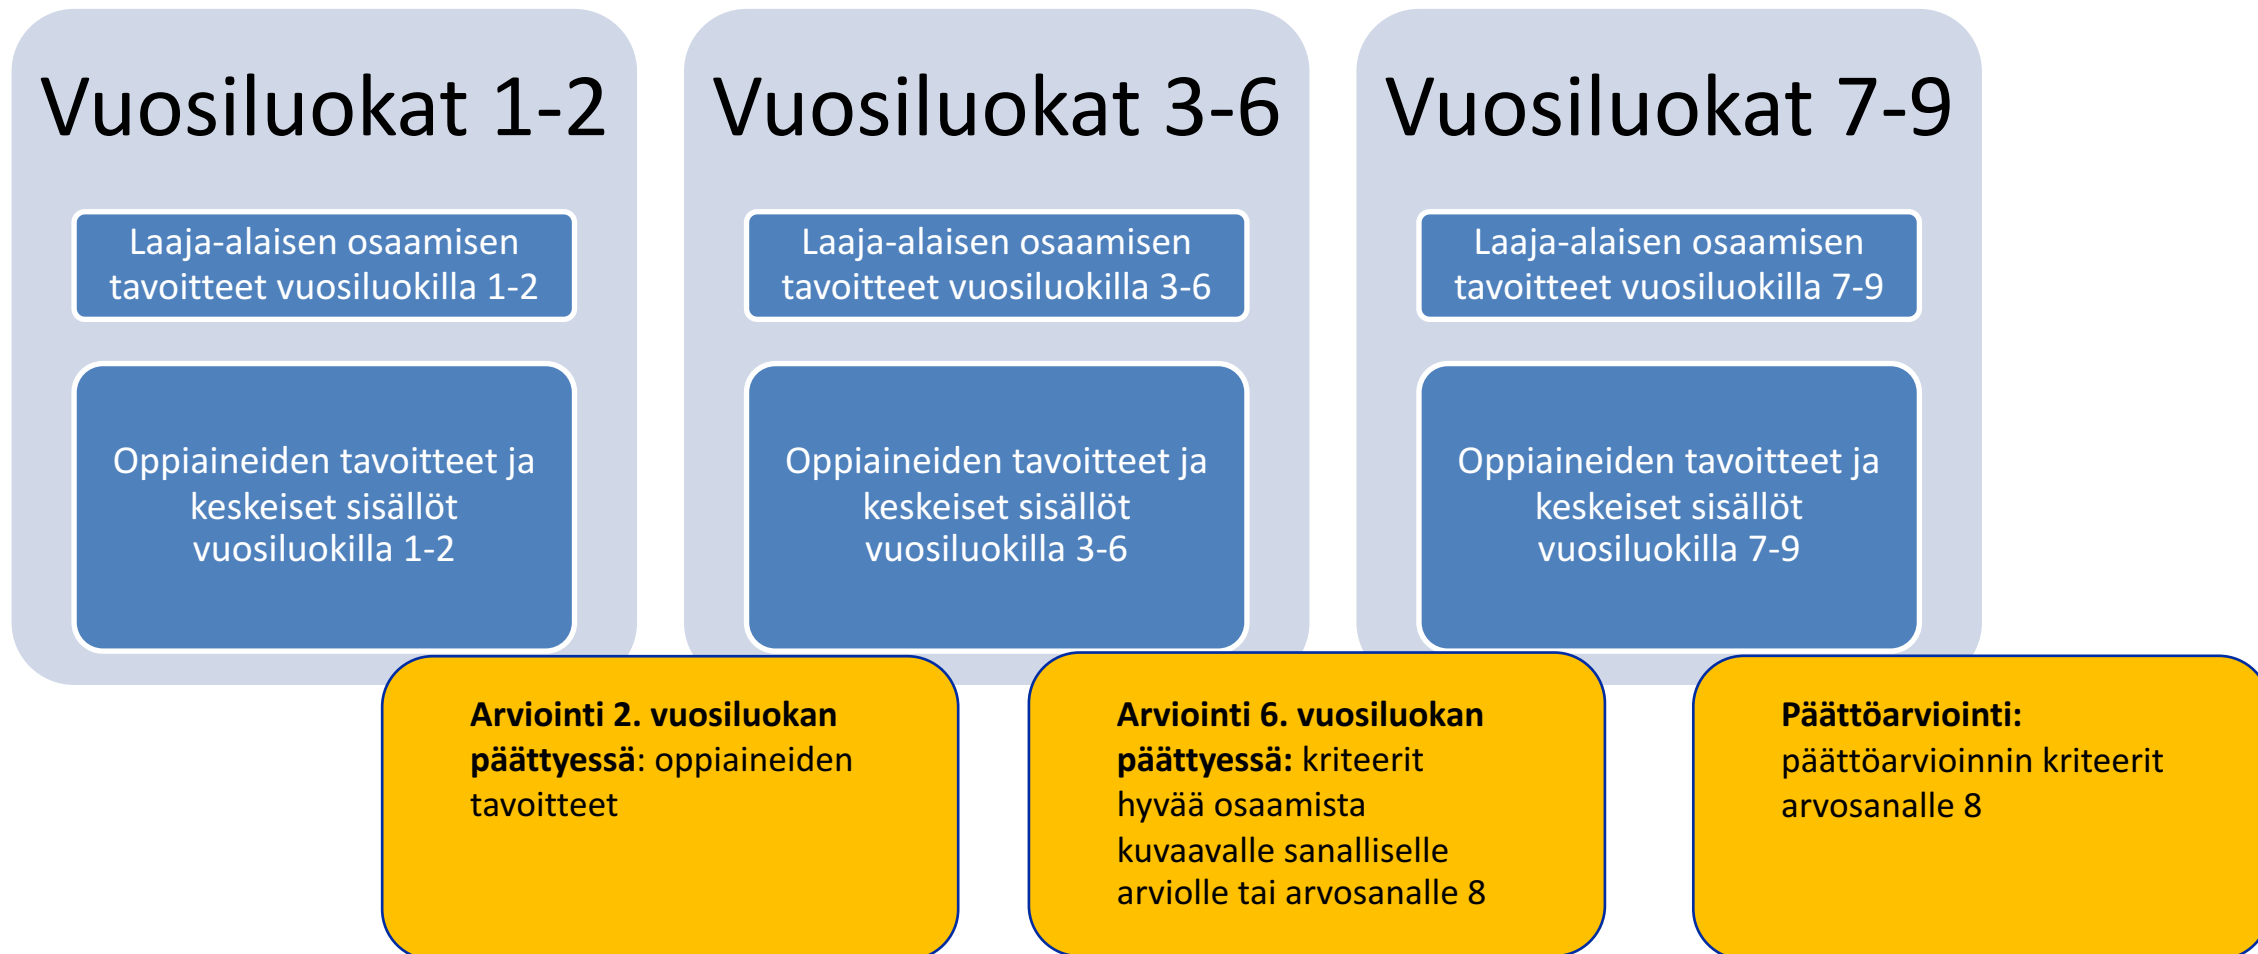 Vuosiluokat 1-2
Laaja-alaisen osaamisen
tavoitteet vuosiluokilla 1-2
Oppiaineiden tavoitteet ja
keskeiset sisällöt
vuosiluokilla 1-2
Arviointi 2. vuosiluokan
päättyessä: oppiaineiden
tavoitteet
Vuosiluokat 3-6
Laaja-alaisen osaamisen
tavoitteet vuosiluokilla 3-6
Oppiaineiden tavoitteet ja
keskeiset sisällöt
vuosiluokilla 3-6
Arviointi 6. vuosiluokan
päättyessä: kriteerit
hyvää osaamista
kuvaavalle sanalliselle
arviolle tai arvosanalle 8
Vuosiluokat 7-9
Laaja-alaisen osaamisen
tavoitteet vuosiluokilla 7-9
Oppiaineiden tavoitteet ja
keskeiset sisällöt
vuosiluokilla 7-9
Päättöarviointi:
päättöarvioinnin kriteerit
arvosanalle 8